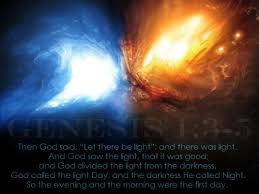 GENESIS 1:3-5
Then God said, "Let there be light"; and there was light.
And God saw the light, that it was good;
and God divided the light from the darkness.
God called the light Day, and the darkness He called Night.
So the evening and the morning were the first day.